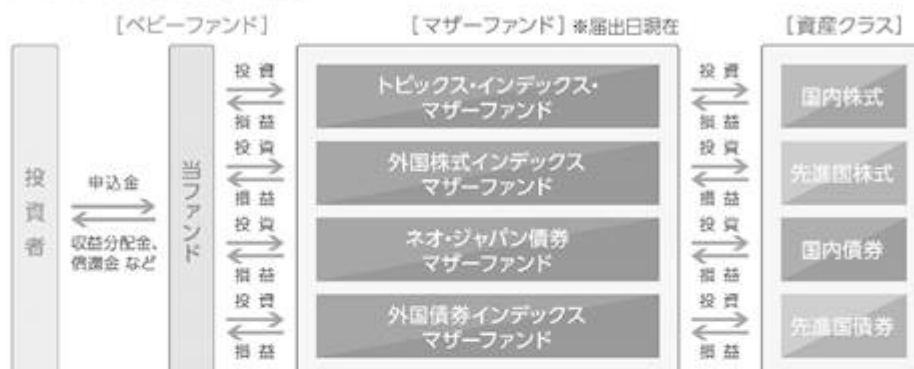 [ベビーファンド]
[マザーファンド] ※届出日現在
[資産クラス]
投資者
申込金
収益分配金、
償還金 など
当ファンド
投資
損益
トピックス・インデックス・
マザーファンド
投資
損益
国内株式
投資
損益
外国株式インデックス
マザーファンド
投資
損益
先進国株式
投資
損益
ネオ・ジャパン債券
マザーファンド
投資
損益
国内債券
投資
損益
外国債券インデックス
マザーファンド
投資
損益
先進国債券